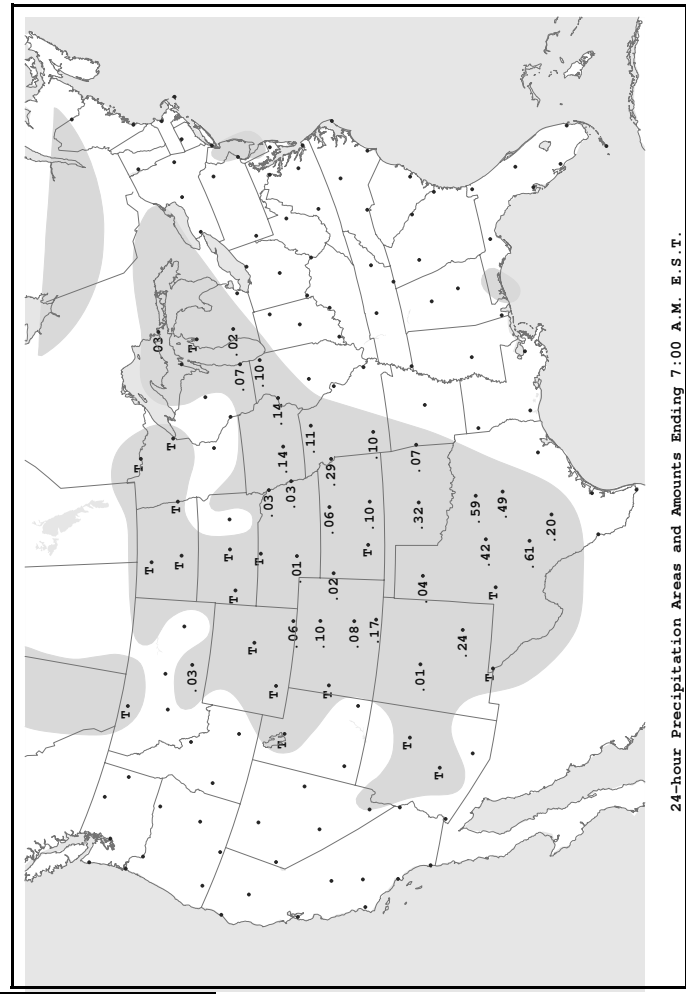 T
T
T
.03
T
T
T
T
.03
T
.02
T
.07
T
T
.10
.03
T
.14
T
.14
.03
.06
.01
.11
.10
T
.06
.29
.02
.08
T
.10
.10
.17
T
.07
.32
.01
.04
T
.24
.59
.42
T
T
.49
.61
.20
24-hour Precipitation Areas and Amounts Ending 7:00 A.M. E.S.T.